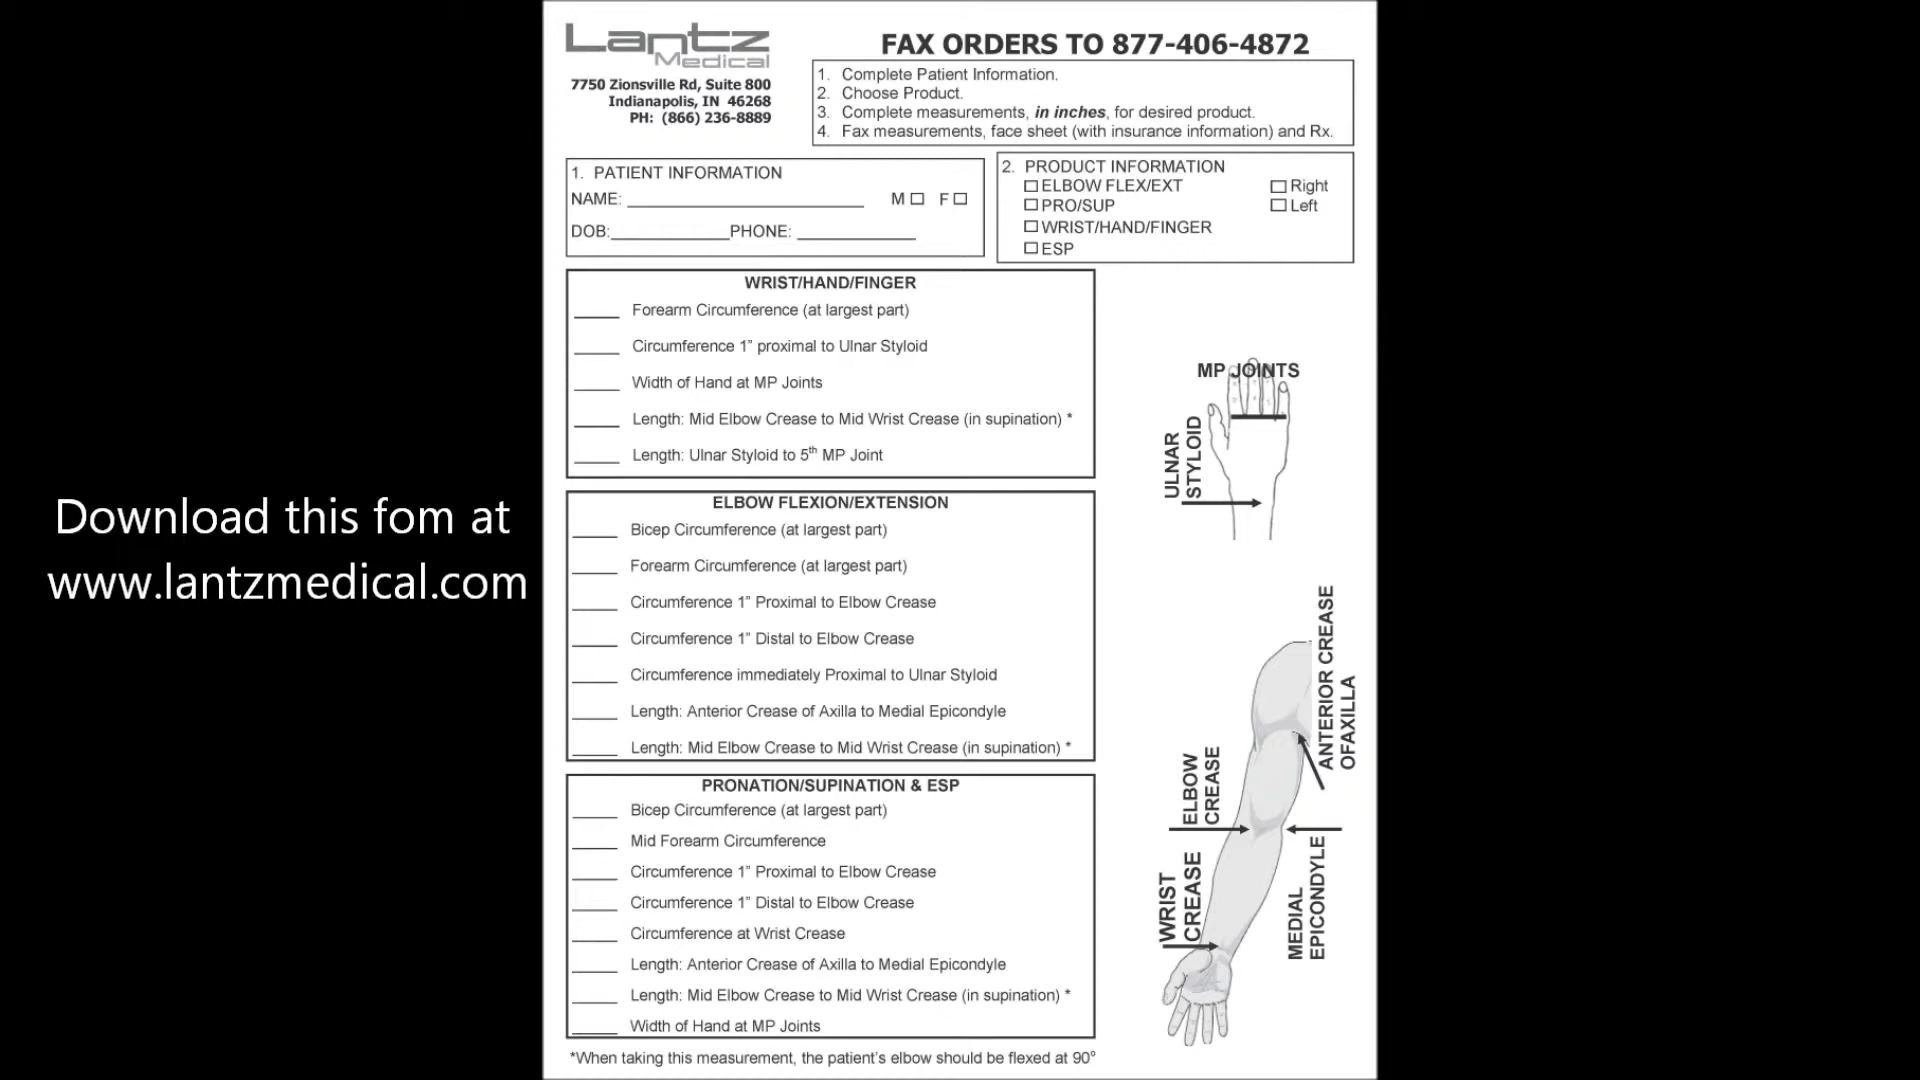 Download this fom at
www.lantzmedical.com
Lantz
Medical
7750 Zionsville Rd, Suite 800
Indianapolis, IN 46268
PH: (866) 236-8889
FAX ORDERS TO 877-406-4872
1. Complete Patient Information.
2. Choose Product.
3. Complete measurements, in inches, for desired product.
4. Fax measurements, face sheet (with insurance information) and Rx.
1. PATIENT INFORMATION
NAME: M F
DOB: PHONE:
2. PRODUCT INFORMATION
ELBOW FLEX/EXT Right
PRO/SUP Left
WRIST/HAND/FINGER
ESP
WRIST/HAND/FINGER
Forearm Circumference (at largest part)
Circumference 1” proximal to Ulnar Styloid
Width of Hand at MP Joints
Length: Mid Elbow Crease to Mid Wrist Crease (in supination) *
Length: Ulnar Styloid to 5th MP Joint
MP JOINTS
ULNAR
STYLOID
ELBOW FLEXION/EXTENSION
Bicep Circumference (at largest part)
Forearm Circumference (at largest part)
Circumference 1” Proximal to Elbow Crease
Circumference 1” Distal to Elbow Crease
Circumference immediately Proximal to Ulnar Styloid
Length: Anterior Crease of Axilla to Medial Epicondyle
Length: Mid Elbow Crease to Mid Wrist Crease (in supination) *
PRONATION/SUPINATION & ESP
Bicep Circumference (at largest part)
Mid Forearm Circumference
Circumference 1” Proximal to Elbow Crease
Circumference 1” Distal to Elbow Crease
Circumference at Wrist Crease
Length: Anterior Crease of Axilla to Medial Epicondyle
Length: Mid Elbow Crease to Mid Wrist Crease (in supination) *
Width of Hand at MP Joints
ANTERIOR CREASE
OFAXILLA
ELBOW
CREASE
WRIST
CREASE
MEDIAL
EPICONDYLE
*When taking this measurement, the patient’s elbow should be flexed at 90°